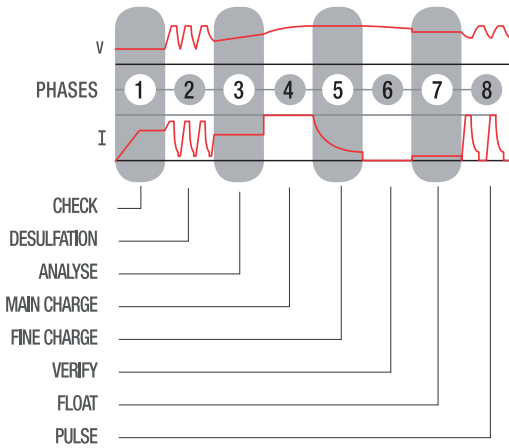 V
PHASES 1 2 3 4 5 6 7 8
I
CHECK
DESULFATION
ANALYSE
MAIN CHARGE
FINE CHARGE
VERIFY
FLOAT
PULSE